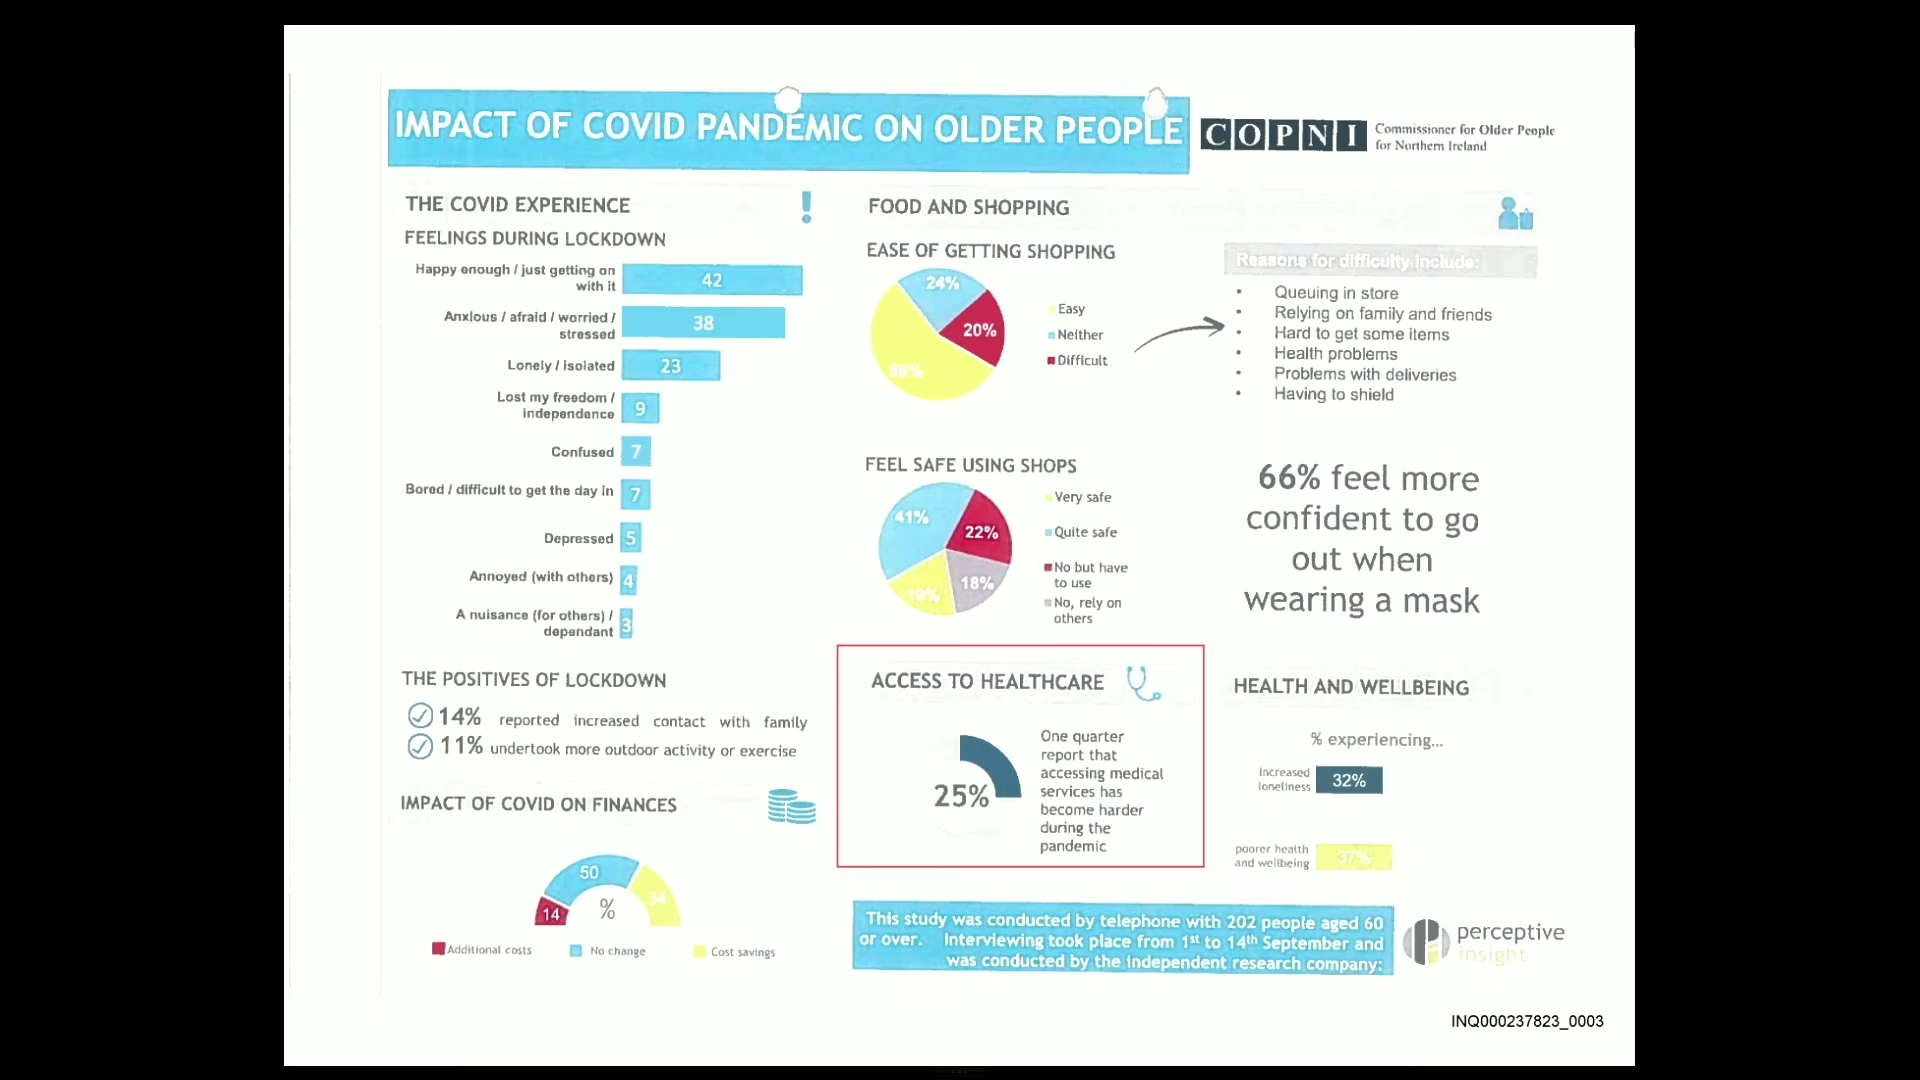 IMPACT OF COVID PANDEMIC ON OLDER PEOPLE
COPNI
Commissioner for Older People
for Northern Ireland
THE COVID EXPERIENCE
FEELINGS DURING LOCKDOWN
Happy enough / just getting on
with it
42
Anxious / afraid / worried /
stressed
38
Lonely / isolated
23
Lost my freedom /
independence
9
Confused
7
Bored / difficult to get the day in
7
Depressed
5
Annoyed (with others)
4
A nuisance (for others) /
dependant
3
THE POSITIVES OF LOCKDOWN
14% reported increased contact with family
11% undertook more outdoor activity or exercise
IMPACT OF COVID ON FINANCES
14
50
34
%
Additional costs
No change
Cost savings
FOOD AND SHOPPING
EASE OF GETTING SHOPPING
24%
20%
56%
Easy
Neither
Difficult
Reasons for difficulty include:
• Queuing in store
• Relying on family and friends
• Hard to get some items
• Health problems
• Problems with deliveries
• Having to shield
FEEL SAFE USING SHOPS
41%
22%
18%
19%
Very safe
Quite safe
No but have
to use
No, rely on
others
66% feel more
confident to go
out when
wearing a mask
ACCESS TO HEALTHCARE
25%
One quarter
report that
accessing medical
services has
become harder
during the
pandemic
HEALTH AND WELLBEING
% experiencing...
increased
loneliness
32%
poorer health
and wellbeing
37%
This study was conducted by telephone with 202 people aged 60
or over. Interviewing took place from 1st to 14th September and
was conducted by the independent research company:
perceptive
insight
INQ000237823_0003